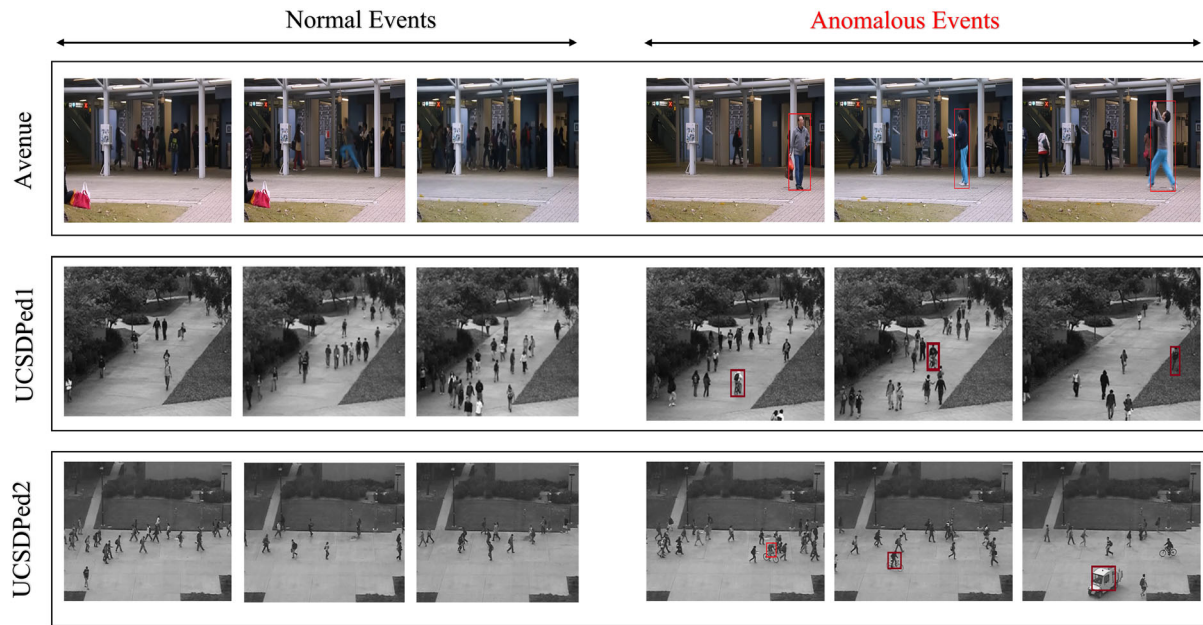 Normal Events
Anomalous Events
Avenue
UCSDPed1
UCSDPed2